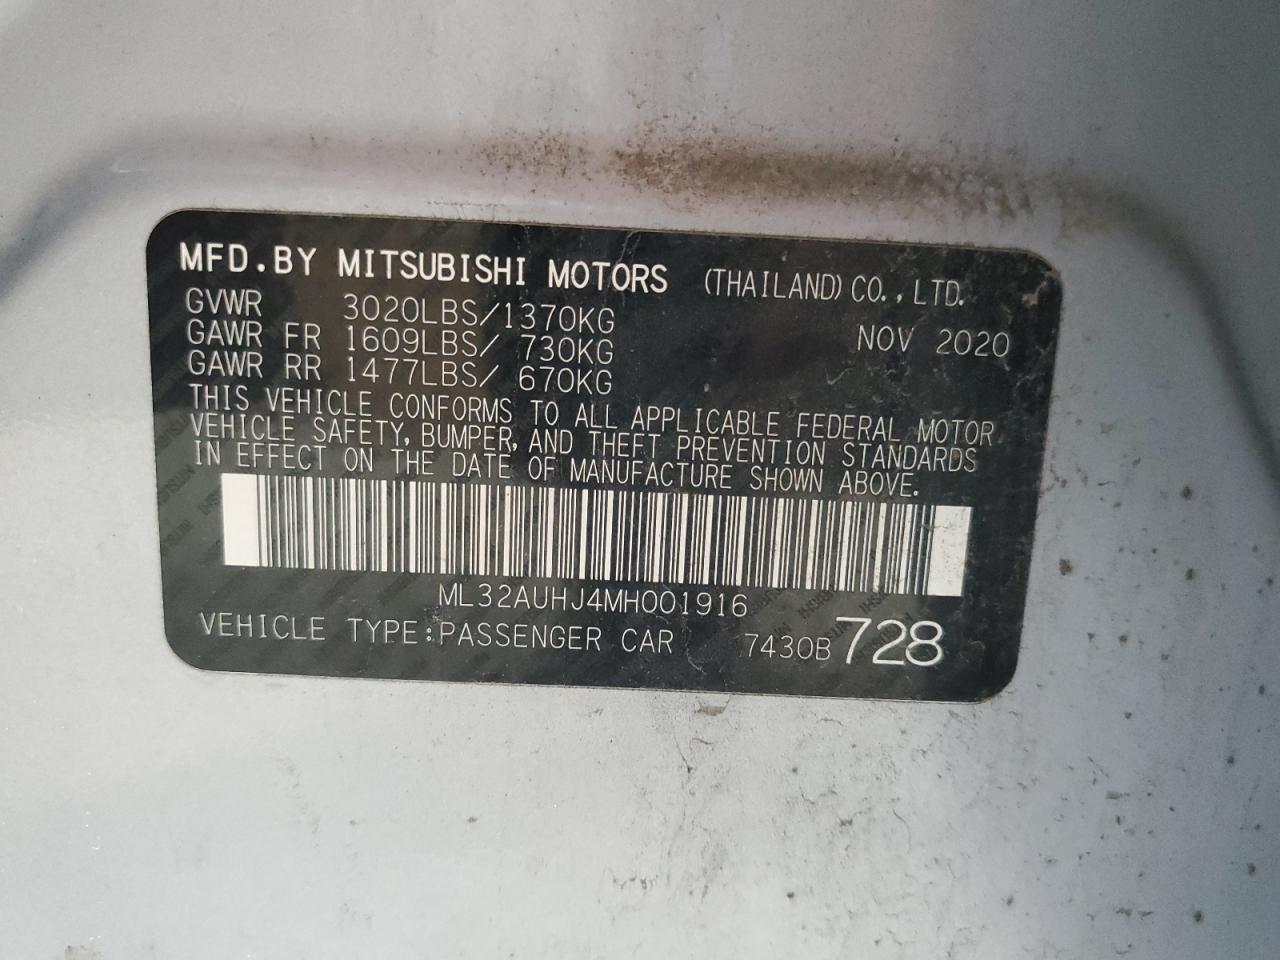 MFD.BY MITSUBISHI MOTORS (THAILAND) CO.,LTD.
GVWR 3020LBS/1370KG NOV 2020
GAWR FR 1609LBS/ 730KG
GAWR RR 1477LBS/ 670KG
THIS VEHICLE CONFORMS TO ALL APPLICABLE FEDERAL MOTOR
VEHICLE SAFETY, BUMPER, AND THEFT PREVENTION STANDARDS
IN EFFECT ON THE DATE OF MANUFACTURE SHOWN ABOVE.
ML32AUHJ4MH001916
VEHICLE TYPE:PASSENGER CAR 7430B 728